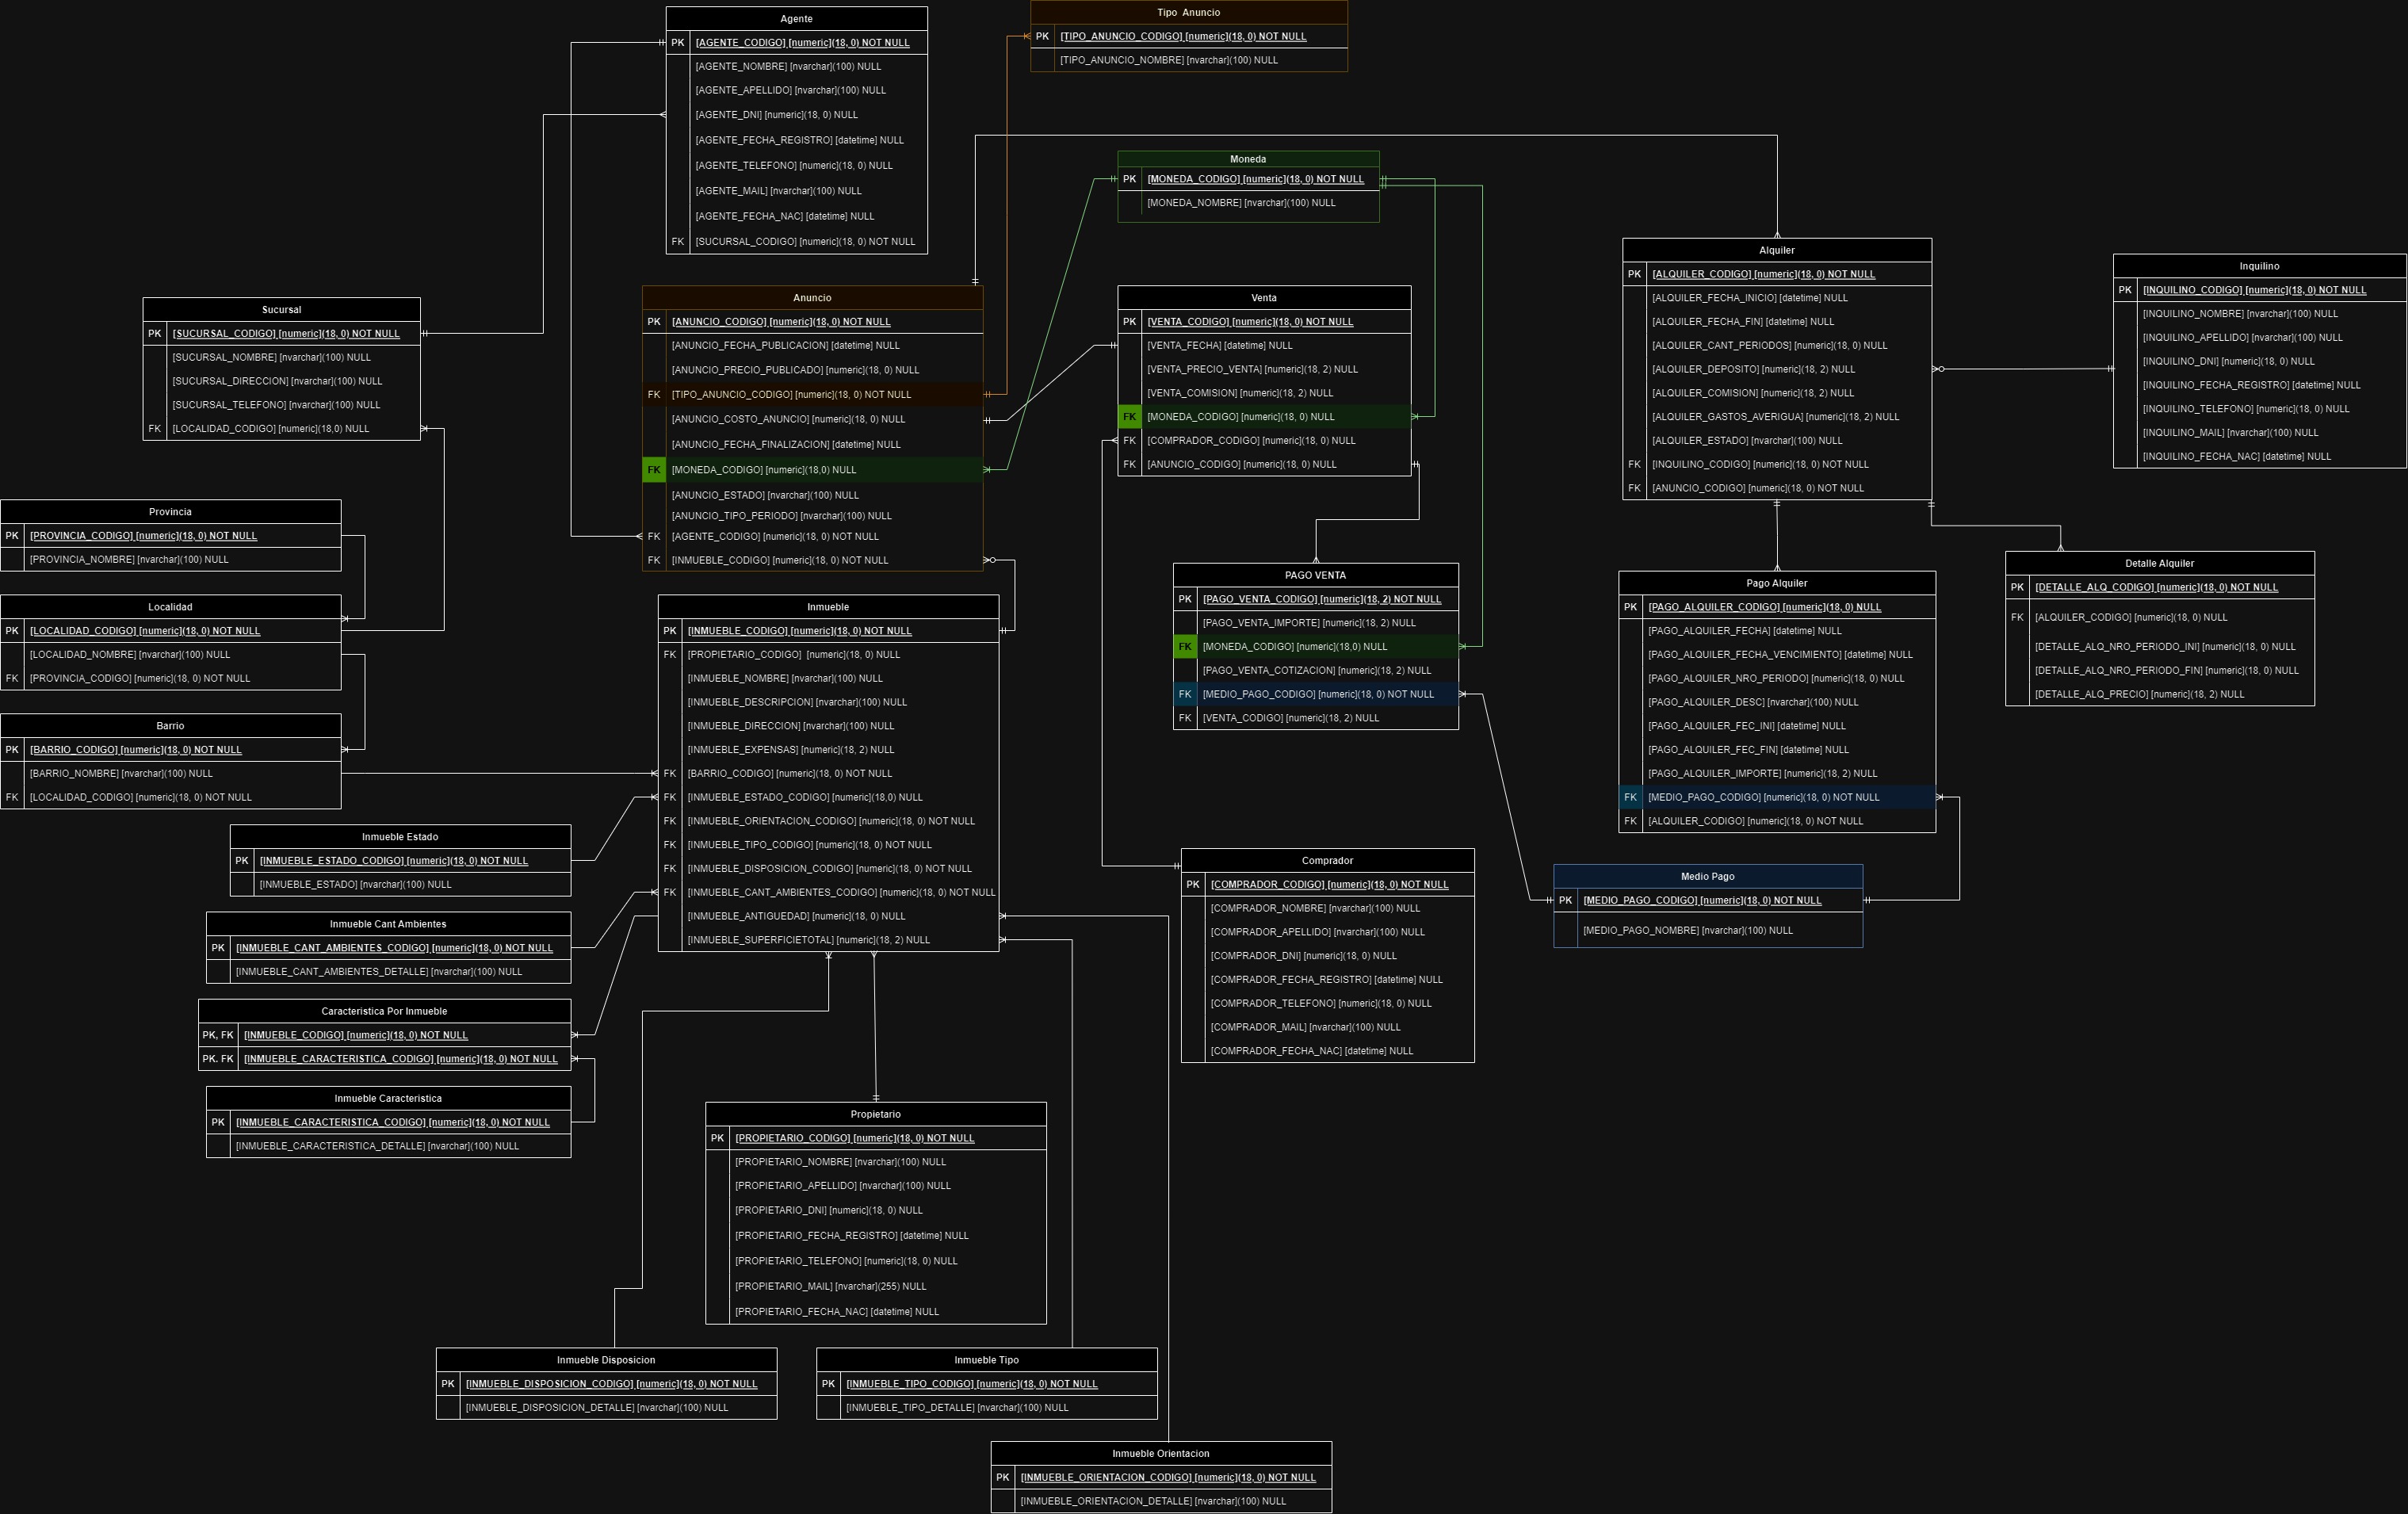 Agente
PK [AGENTE_CODIGO] [numeric](18, 0) NOT NULL
[AGENTE_NOMBRE] [nvarchar](100) NULL
[AGENTE_APELLIDO] [nvarchar](100) NULL
[AGENTE_DNI] [numeric](18, 0) NULL
[AGENTE_FECHA_REGISTRO] [datetime] NULL
[AGENTE_TELEFONO] [numeric](18, 0) NULL
[AGENTE_MAIL] [nvarchar](100) NULL
[AGENTE_FECHA_NAC] [datetime] NULL
FK [SUCURSAL_CODIGO] [numeric](18, 0) NOT NULL
Tipo Anuncio
PK [TIPO_ANUNCIO_CODIGO] [numeric](18, 0) NOT NULL
[TIPO_ANUNCIO_NOMBRE] [nvarchar](100) NULL
Moneda
PK [MONEDA_CODIGO] [numeric](18, 0) NOT NULL
[MONEDA_NOMBRE] [nvarchar](100) NULL
Sucursal
PK [SUCURSAL_CODIGO] [numeric](18, 0) NOT NULL
[SUCURSAL_NOMBRE] [nvarchar](100) NULL
[SUCURSAL_DIRECCION] [nvarchar](100) NULL
[SUCURSAL_TELEFONO] [nvarchar](100) NULL
FK [LOCALIDAD_CODIGO] [numeric](18,0) NULL
Anuncio
PK [ANUNCIO_CODIGO] [numeric](18, 0) NOT NULL
[ANUNCIO_FECHA_PUBLICACION] [datetime] NULL
[ANUNCIO_PRECIO_PUBLICADO] [numeric](18, 0) NULL
FK [TIPO_ANUNCIO_CODIGO] [numeric](18, 0) NOT NULL
[ANUNCIO_COSTO_ANUNCIO] [numeric](18, 0) NULL
[ANUNCIO_FECHA_FINALIZACION] [datetime] NULL
FK [MONEDA_CODIGO] [numeric](18,0) NULL
[ANUNCIO_ESTADO] [nvarchar](100) NULL
[ANUNCIO_TIPO_PERIODO] [nvarchar](100) NULL
FK [AGENTE_CODIGO] [numeric](18, 0) NOT NULL
FK [INMUEBLE_CODIGO] [numeric](18, 0) NOT NULL
Venta
PK [VENTA_CODIGO] [numeric](18, 0) NOT NULL
[VENTA_FECHA] [datetime] NULL
[VENTA_PRECIO_VENTA] [numeric](18, 2) NULL
[VENTA_COMISION] [numeric](18, 2) NULL
FK [MONEDA_CODIGO] [numeric](18, 0) NULL
FK [COMPRADOR_CODIGO] [numeric](18, 0) NULL
FK [ANUNCIO_CODIGO] [numeric](18, 0) NULL
Alquiler
PK [ALQUILER_CODIGO] [numeric](18, 0) NOT NULL
[ALQUILER_FECHA_INICIO] [datetime] NULL
[ALQUILER_FECHA_FIN] [datetime] NULL
[ALQUILER_CANT_PERIODOS] [numeric](18, 0) NULL
[ALQUILER_DEPOSITO] [numeric](18, 2) NULL
[ALQUILER_COMISION] [numeric](18, 2) NULL
[ALQUILER_GASTOS_AVERIGUA] [numeric](18, 2) NULL
[ALQUILER_ESTADO] [nvarchar](100) NULL
FK [INQUILINO_CODIGO] [numeric](18, 0) NOT NULL
FK [ANUNCIO_CODIGO] [numeric](18, 0) NOT NULL
Inquilino
PK [INQUILINO_CODIGO] [numeric](18, 0) NOT NULL
[INQUILINO_NOMBRE] [nvarchar](100) NULL
[INQUILINO_APELLIDO] [nvarchar](100) NULL
[INQUILINO_DNI] [numeric](18, 0) NULL
[INQUILINO_FECHA_REGISTRO] [datetime] NULL
[INQUILINO_TELEFONO] [numeric](18, 0) NULL
[INQUILINO_MAIL] [nvarchar](100) NULL
[INQUILINO_FECHA_NAC] [datetime] NULL
Provincia
PK [PROVINCIA_CODIGO] [numeric](18, 0) NOT NULL
[PROVINCIA_NOMBRE] [nvarchar](100) NULL
Localidad
PK [LOCALIDAD_CODIGO] [numeric](18, 0) NOT NULL
[LOCALIDAD_NOMBRE] [nvarchar](100) NULL
FK [PROVINCIA_CODIGO] [numeric](18, 0) NOT NULL
Barrio
PK [BARRIO_CODIGO] [numeric](18, 0) NOT NULL
[BARRIO_NOMBRE] [nvarchar](100) NULL
FK [LOCALIDAD_CODIGO] [numeric](18, 0) NOT NULL
Inmueble
PK [INMUEBLE_CODIGO] [numeric](18, 0) NOT NULL
FK [PROPIETARIO_CODIGO] [numeric](18, 0) NULL
[INMUEBLE_NOMBRE] [nvarchar](100) NULL
[INMUEBLE_DESCRIPCION] [nvarchar](100) NULL
[INMUEBLE_DIRECCION] [nvarchar](100) NULL
[INMUEBLE_EXPENSAS] [numeric](18, 2) NULL
FK [BARRIO_CODIGO] [numeric](18, 0) NOT NULL
FK [INMUEBLE_ESTADO_CODIGO] [numeric](18,0) NULL
FK [INMUEBLE_ORIENTACION_CODIGO] [numeric](18, 0) NOT NULL
FK [INMUEBLE_TIPO_CODIGO] [numeric](18, 0) NOT NULL
FK [INMUEBLE_DISPOSICION_CODIGO] [numeric](18, 0) NOT NULL
FK [INMUEBLE_CANT_AMBIENTES_CODIGO] [numeric](18, 0) NOT NULL
[INMUEBLE_ANTIGUEDAD] [numeric](18, 0) NULL
[INMUEBLE_SUPERFICIETOTAL] [numeric](18, 2) NULL
PAGO VENTA
PK [PAGO_VENTA_CODIGO] [numeric](18, 2) NOT NULL
[PAGO_VENTA_IMPORTE] [numeric](18, 2) NULL
FK [MONEDA_CODIGO] [numeric](18,0) NULL
[PAGO_VENTA_COTIZACION] [numeric](18, 2) NULL
FK [MEDIO_PAGO_CODIGO] [numeric](18, 0) NOT NULL
FK [VENTA_CODIGO] [numeric](18, 2) NULL
Pago Alquiler
PK [PAGO_ALQUILER_CODIGO] [numeric](18, 0) NULL
[PAGO_ALQUILER_FECHA] [datetime] NULL
[PAGO_ALQUILER_FECHA_VENCIMIENTO] [datetime] NULL
[PAGO_ALQUILER_NRO_PERIODO] [numeric](18, 0) NULL
[PAGO_ALQUILER_DESC] [nvarchar](100) NULL
[PAGO_ALQUILER_FEC_INI] [datetime] NULL
[PAGO_ALQUILER_FEC_FIN] [datetime] NULL
[PAGO_ALQUILER_IMPORTE] [numeric](18, 2) NULL
FK [MEDIO_PAGO_CODIGO] [numeric](18, 0) NOT NULL
FK [ALQUILER_CODIGO] [numeric](18, 0) NOT NULL
Detalle Alquiler
PK [DETALLE_ALQ_CODIGO] [numeric](18, 0) NOT NULL
FK [ALQUILER_CODIGO] [numeric](18, 0) NULL
[DETALLE_ALQ_NRO_PERIODO_INI] [numeric](18, 0) NULL
[DETALLE_ALQ_NRO_PERIODO_FIN] [numeric](18, 0) NULL
[DETALLE_ALQ_PRECIO] [numeric](18, 2) NULL
Inmueble Estado
PK [INMUEBLE_ESTADO_CODIGO] [numeric](18, 0) NOT NULL
[INMUEBLE_ESTADO] [nvarchar](100) NULL
Inmueble Cant Ambientes
PK [INMUEBLE_CANT_AMBIENTES_CODIGO] [numeric](18, 0) NOT NULL
[INMUEBLE_CANT_AMBIENTES_DETALLE] [nvarchar](100) NULL
Caracteristica Por Inmueble
PK, FK [INMUEBLE_CODIGO] [numeric](18, 0) NOT NULL
PK. FK [INMUEBLE_CARACTERISTICA_CODIGO] [numeric](18, 0) NOT NULL
Inmueble Caracteristica
PK [INMUEBLE_CARACTERISTICA_CODIGO] [numeric](18, 0) NOT NULL
[INMUEBLE_CARACTERISTICA_DETALLE] [nvarchar](100) NULL
Comprador
PK [COMPRADOR_CODIGO] [numeric](18, 0) NOT NULL
[COMPRADOR_NOMBRE] [nvarchar](100) NULL
[COMPRADOR_APELLIDO] [nvarchar](100) NULL
[COMPRADOR_DNI] [numeric](18, 0) NULL
[COMPRADOR_FECHA_REGISTRO] [datetime] NULL
[COMPRADOR_TELEFONO] [numeric](18, 0) NULL
[COMPRADOR_MAIL] [nvarchar](100) NULL
[COMPRADOR_FECHA_NAC] [datetime] NULL
Medio Pago
PK [MEDIO_PAGO_CODIGO] [numeric](18, 0) NOT NULL
[MEDIO_PAGO_NOMBRE] [nvarchar](100) NULL
Propietario
PK [PROPIETARIO_CODIGO] [numeric](18, 0) NOT NULL
[PROPIETARIO_NOMBRE] [nvarchar](100) NULL
[PROPIETARIO_APELLIDO] [nvarchar](100) NULL
[PROPIETARIO_DNI] [numeric](18, 0) NULL
[PROPIETARIO_FECHA_REGISTRO] [datetime] NULL
[PROPIETARIO_TELEFONO] [numeric](18, 0) NULL
[PROPIETARIO_MAIL] [nvarchar](255) NULL
[PROPIETARIO_FECHA_NAC] [datetime] NULL
Inmueble Disposicion
PK [INMUEBLE_DISPOSICION_CODIGO] [numeric](18, 0) NOT NULL
[INMUEBLE_DISPOSICION_DETALLE] [nvarchar](100) NULL
Inmueble Tipo
PK [INMUEBLE_TIPO_CODIGO] [numeric](18, 0) NOT NULL
[INMUEBLE_TIPO_DETALLE] [nvarchar](100) NULL
Inmueble Orientacion
PK [INMUEBLE_ORIENTACION_CODIGO] [numeric](18, 0) NOT NULL
[INMUEBLE_ORIENTACION_DETALLE] [nvarchar](100) NULL